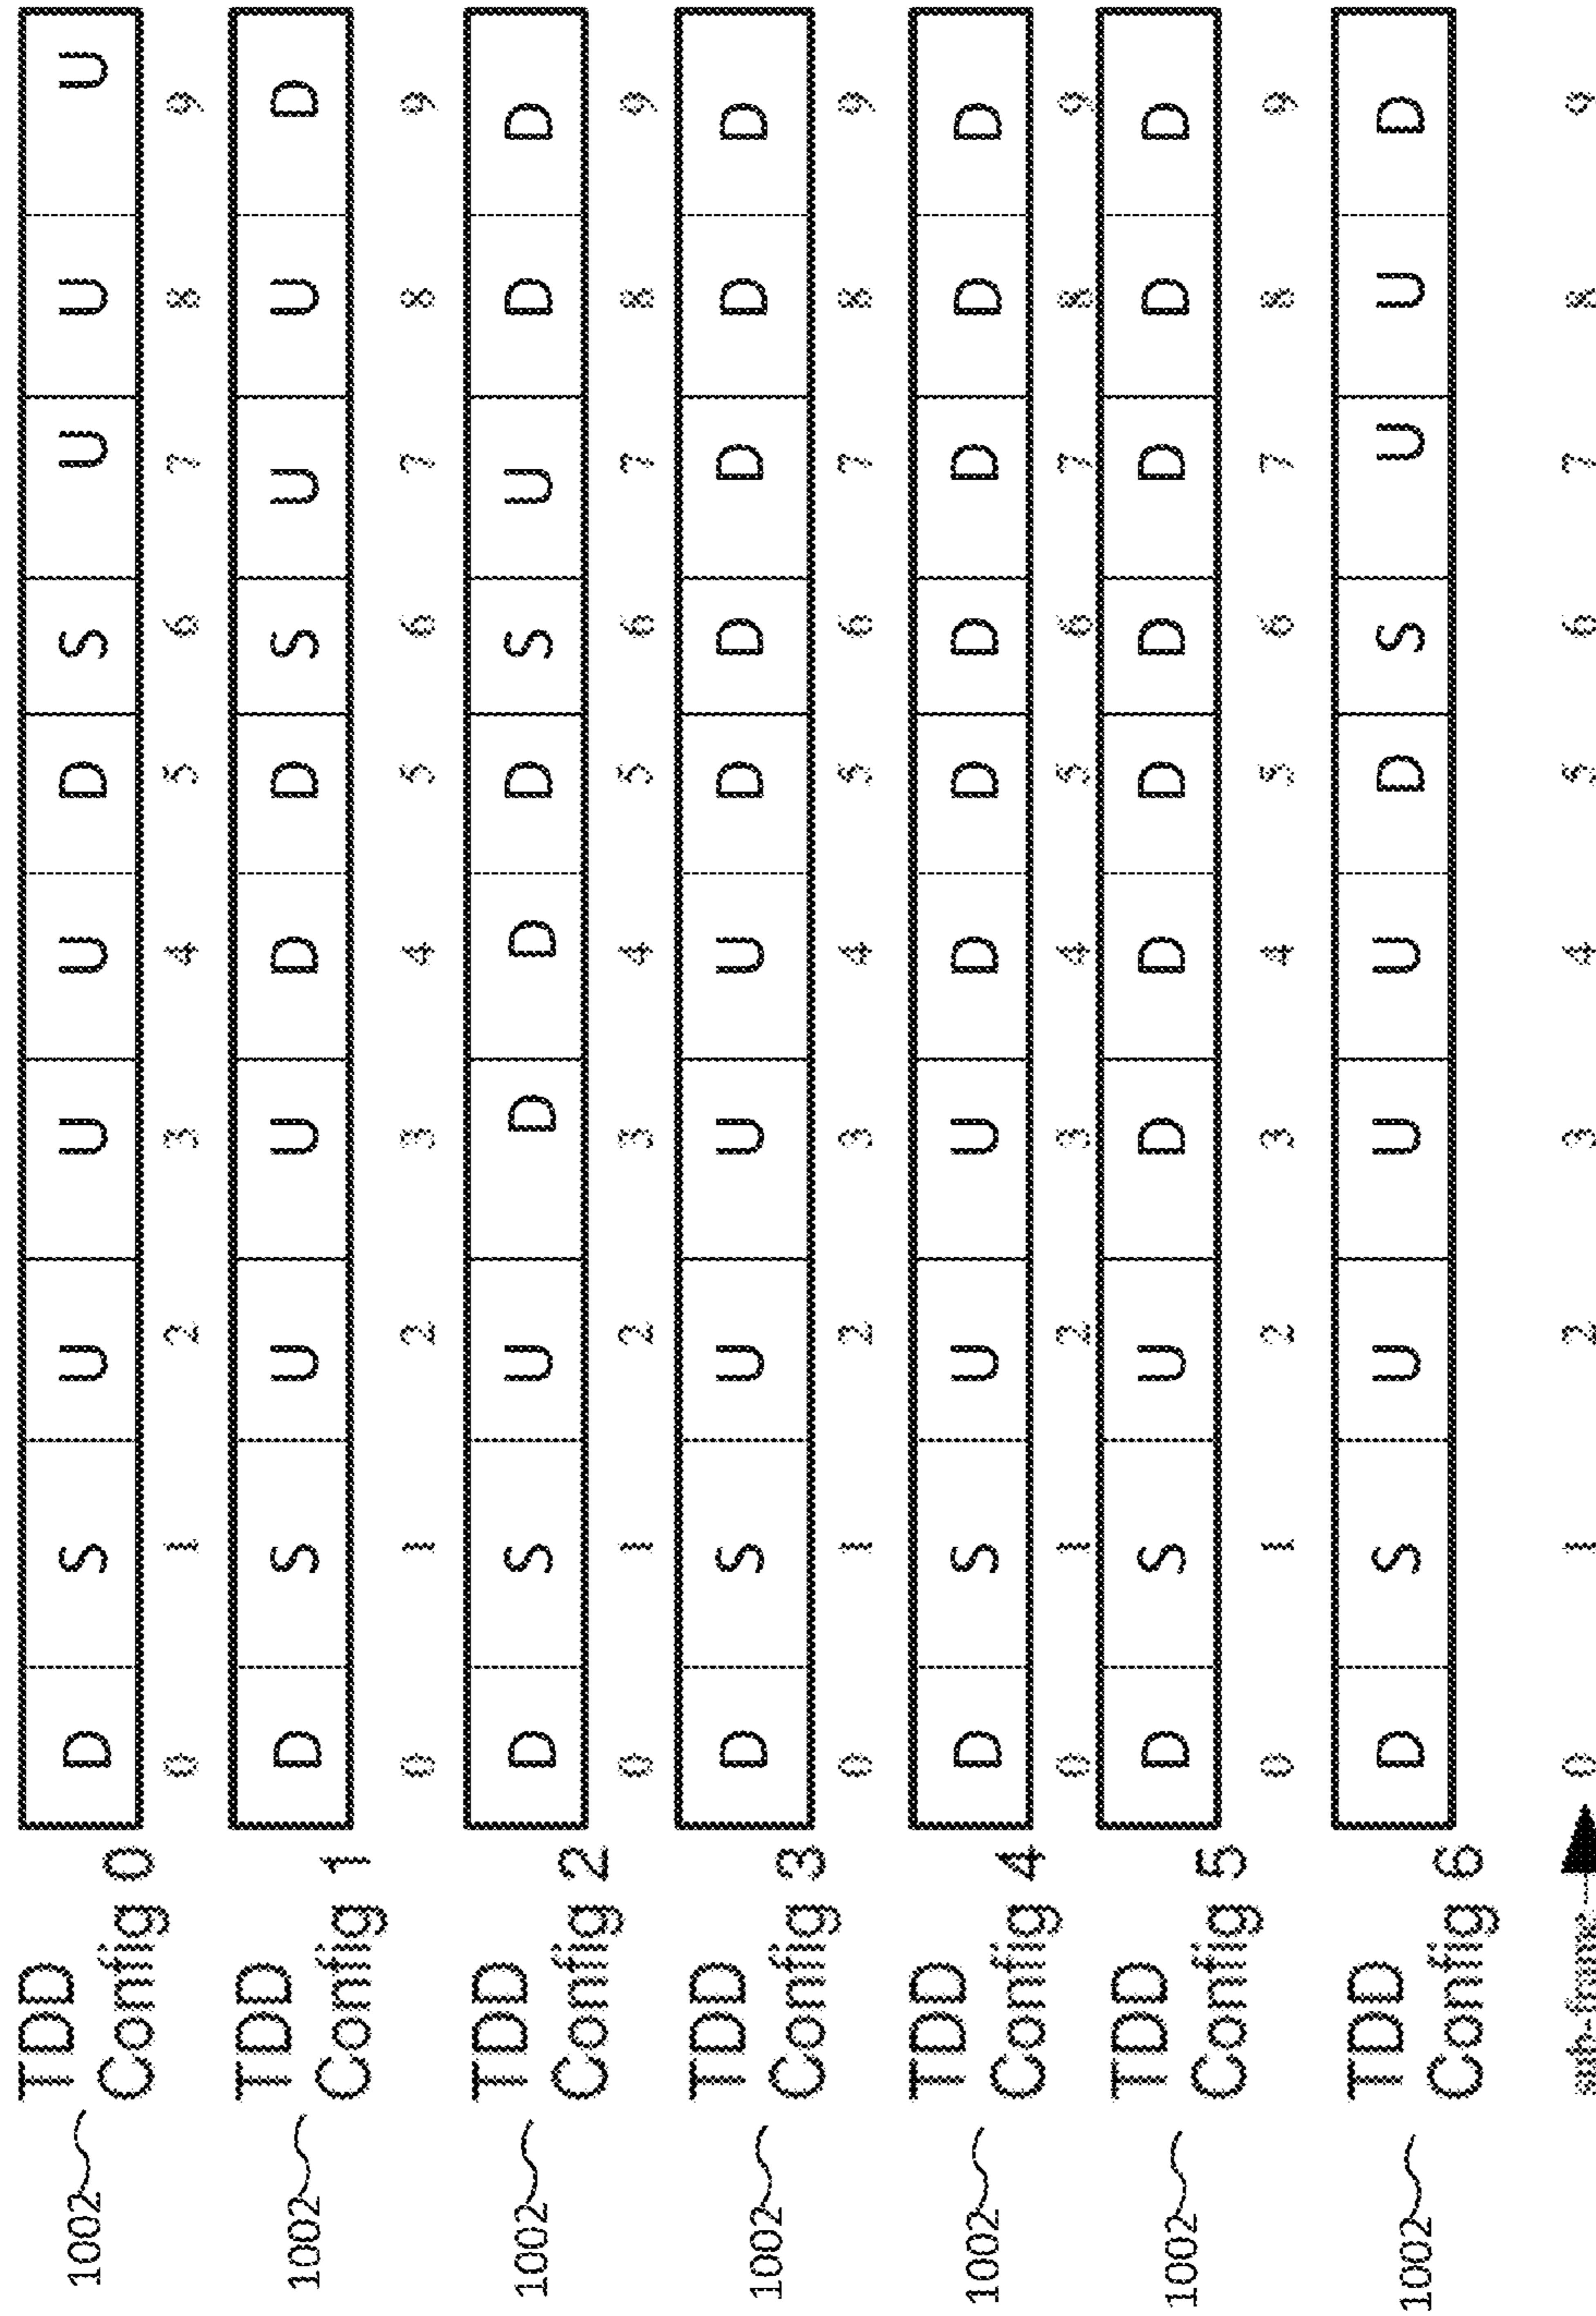 1002 TDD Config 0 D S U U U D S U U U
0 1 2 3 4 5 6 7 8 9
1002 TDD Config 1 D S U U D D S U U D
0 1 2 3 4 5 6 7 8 9
1002 TDD Config 2 D S U D D D S U D D
0 1 2 3 4 5 6 7 8 9
1002 TDD Config 3 D S U U U D D D D D
0 1 2 3 4 5 6 7 8 9
1002 TDD Config 4 D S U U D D D D D D
0 1 2 3 4 5 6 7 8 9
1002 TDD Config 5 D S U D D D D D D D
0 1 2 3 4 5 6 7 8 9
1002 TDD Config 6 D S U U U D S U U D
sub-frame 0 1 2 3 4 5 6 7 8 9